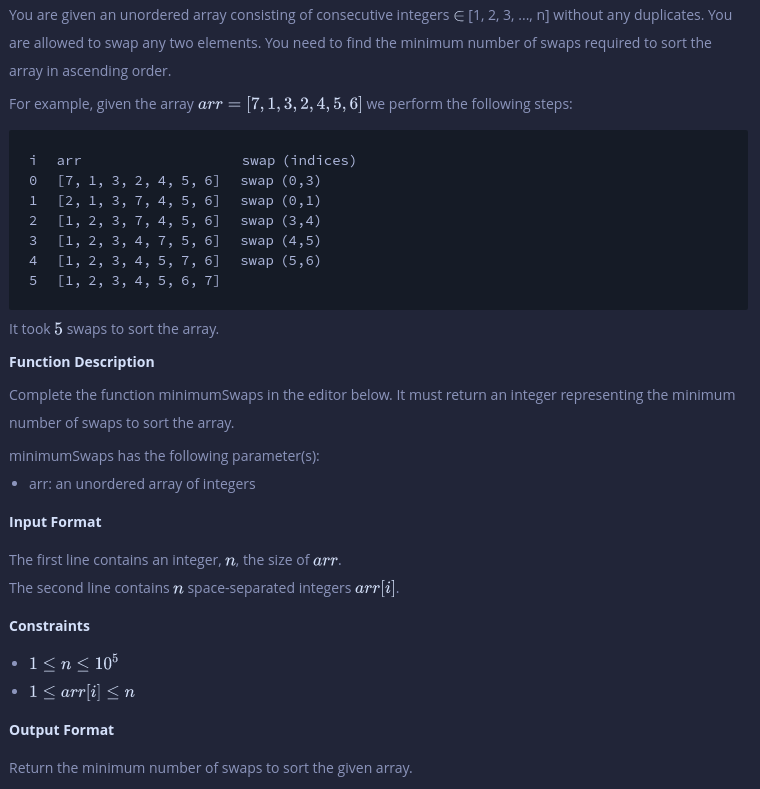 You are given an unordered array consisting of consecutive integers ∈ [1, 2, 3, ..., n] without any duplicates. You
are allowed to swap any two elements. You need to find the minimum number of swaps required to sort the
array in ascending order.
For example, given the array arr = [7, 1, 3, 2, 4, 5, 6] we perform the following steps:
i   arr                     swap (indices)
0   [7, 1, 3, 2, 4, 5, 6]   swap (0,3)
1   [2, 1, 3, 7, 4, 5, 6]   swap (0,1)
2   [1, 2, 3, 7, 4, 5, 6]   swap (3,4)
3   [1, 2, 3, 4, 7, 5, 6]   swap (4,5)
4   [1, 2, 3, 4, 5, 7, 6]   swap (5,6)
5   [1, 2, 3, 4, 5, 6, 7]
It took 5 swaps to sort the array.
Function Description
Complete the function minimumSwaps in the editor below. It must return an integer representing the minimum
number of swaps to sort the array.
minimumSwaps has the following parameter(s):
• arr: an unordered array of integers
Input Format
The first line contains an integer, n, the size of arr.
The second line contains n space-separated integers arr[i].
Constraints
• 1 ≤ n ≤ 10⁵
• 1 ≤ arr[i] ≤ n
Output Format
Return the minimum number of swaps to sort the given array.